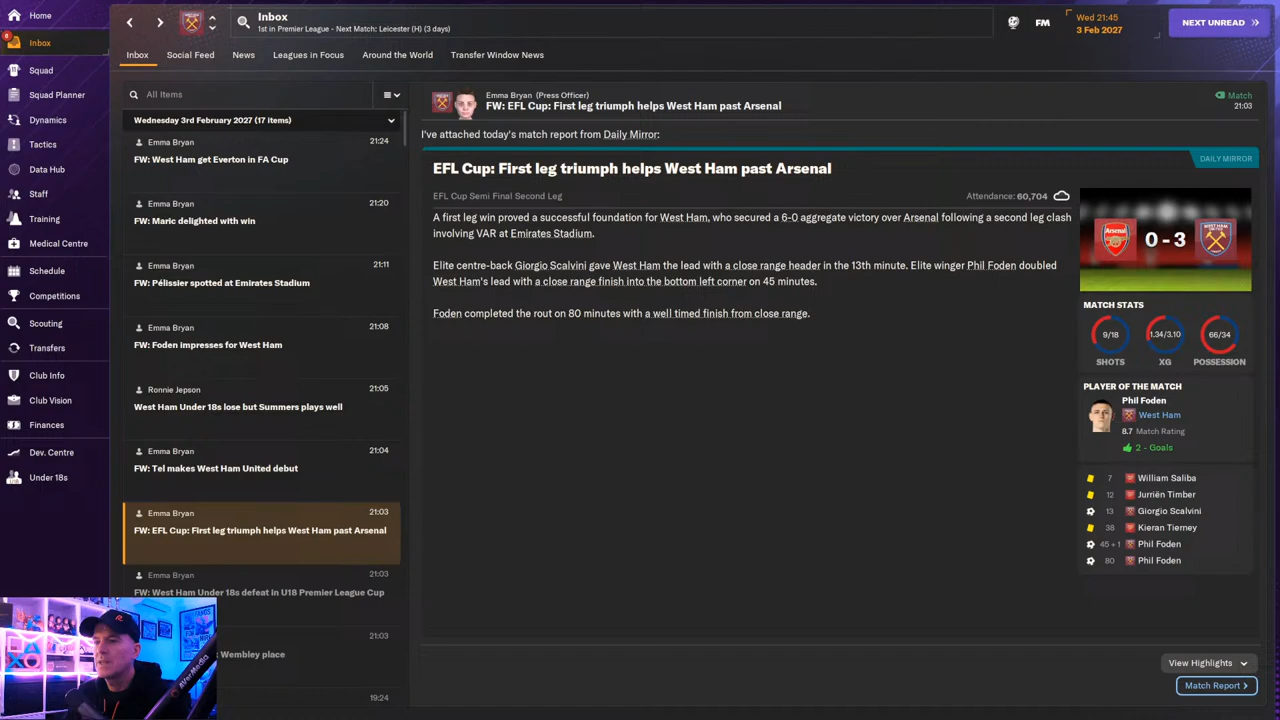 Home
Inbox
1st in Premier League - Next Match: Leicester (H) (3 days)
FM
Wed 21:45
3 Feb 2027
NEXT UNREAD
6
Inbox
Squad
Squad Planner
Dynamics
Tactics
Data Hub
Staff
Training
Medical Centre
Schedule
Competitions
Scouting
Transfers
Club Info
Club Vision
Finances
Dev. Centre
Under 18s
Inbox
Social Feed
News
Leagues in Focus
Around the World
Transfer Window News
All Items
Wednesday 3rd February 2027 (17 items)
Emma Bryan
21:24
FW: West Ham get Everton in FA Cup
Emma Bryan
21:20
FW: Maric delighted with win
Emma Bryan
21:11
FW: Pélissier spotted at Emirates Stadium
Emma Bryan
21:08
FW: Foden impresses for West Ham
Ronnie Jepson
21:05
West Ham Under 18s lose but Summers plays well
Emma Bryan
21:04
FW: Tel makes West Ham United debut
Emma Bryan
21:03
FW: EFL Cup: First leg triumph helps West Ham past Arsenal
Emma Bryan
21:03
FW: West Ham Under 18s defeat in U18 Premier League Cup
21:03
Wembley place
19:24
Emma Bryan (Press Officer)
FW: EFL Cup: First leg triumph helps West Ham past Arsenal
Match
21:03
I've attached today's match report from Daily Mirror:
DAILY MIRROR
EFL Cup: First leg triumph helps West Ham past Arsenal
EFL Cup Semi Final Second Leg
Attendance: 60,704
A first leg win proved a successful foundation for West Ham, who secured a 6-0 aggregate victory over Arsenal following a second leg clash
involving VAR at Emirates Stadium.
Elite centre-back Giorgio Scalvini gave West Ham the lead with a close range header in the 13th minute. Elite winger Phil Foden doubled
West Ham's lead with a close range finish into the bottom left corner on 45 minutes.
Foden completed the rout on 80 minutes with a well timed finish from close range.
Arsenal
0 - 3
MATCH STATS
9/18
1.34/3.10
66/34
SHOTS
XG
POSSESSION
PLAYER OF THE MATCH
Phil Foden
West Ham
8.7 Match Rating
2 - Goals
7 William Saliba
12 Jurriën Timber
13 Giorgio Scalvini
38 Kieran Tierney
45 + 1 Phil Foden
80 Phil Foden
View Highlights
Match Report